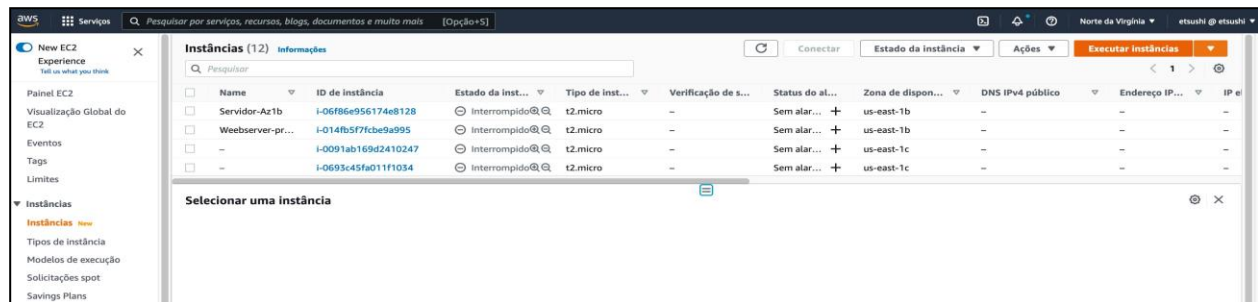 aws Serviços Pesquisar por serviços, recursos, blogs, documentos e muito mais [Opção+S] Norte da Virgínia etsushi @ etsushi
New EC2
Experience
Tell us what you think
Painel EC2
Visualização Global do
EC2
Eventos
Tags
Limites
Instâncias
Instâncias New
Tipos de instância
Modelos de execução
Solicitações spot
Savings Plans
Instâncias (12) Informações Conectar Estado da instância Ações Executar instâncias
Pesquisar 1
Name ID de instância Estado da inst... Tipo de inst... Verificação de s... Status do al... Zona de dispon... DNS IPv4 público Endereço IP... IP el
Servidor-Az1b i-06f86e956174e8128 Interrompido t2.micro – Sem alar... + us-east-1b – – –
Weebserver-pr... i-014fb5f7fcbe9a995 Interrompido t2.micro – Sem alar... + us-east-1b – – –
– i-0091ab169d2410247 Interrompido t2.micro – Sem alar... + us-east-1c – – –
– i-0693c45fa011f1034 Interrompido t2.micro – Sem alar... + us-east-1c – – –
Selecionar uma instância